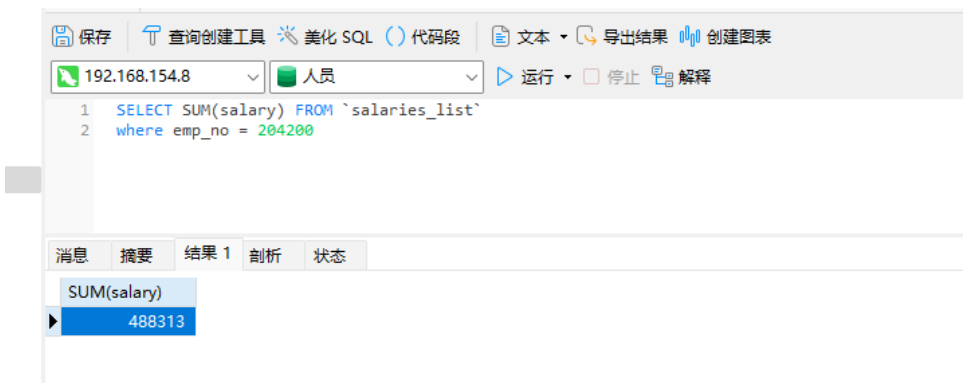 保存 查询创建工具 美化 SQL () 代码段 文本 导出结果 创建图表
192.168.154.8 人员 运行 停止 解释
1 SELECT SUM(salary) FROM `salaries_list`
2 where emp_no = 204200
消息 摘要 结果 1 剖析 状态
SUM(salary)
488313